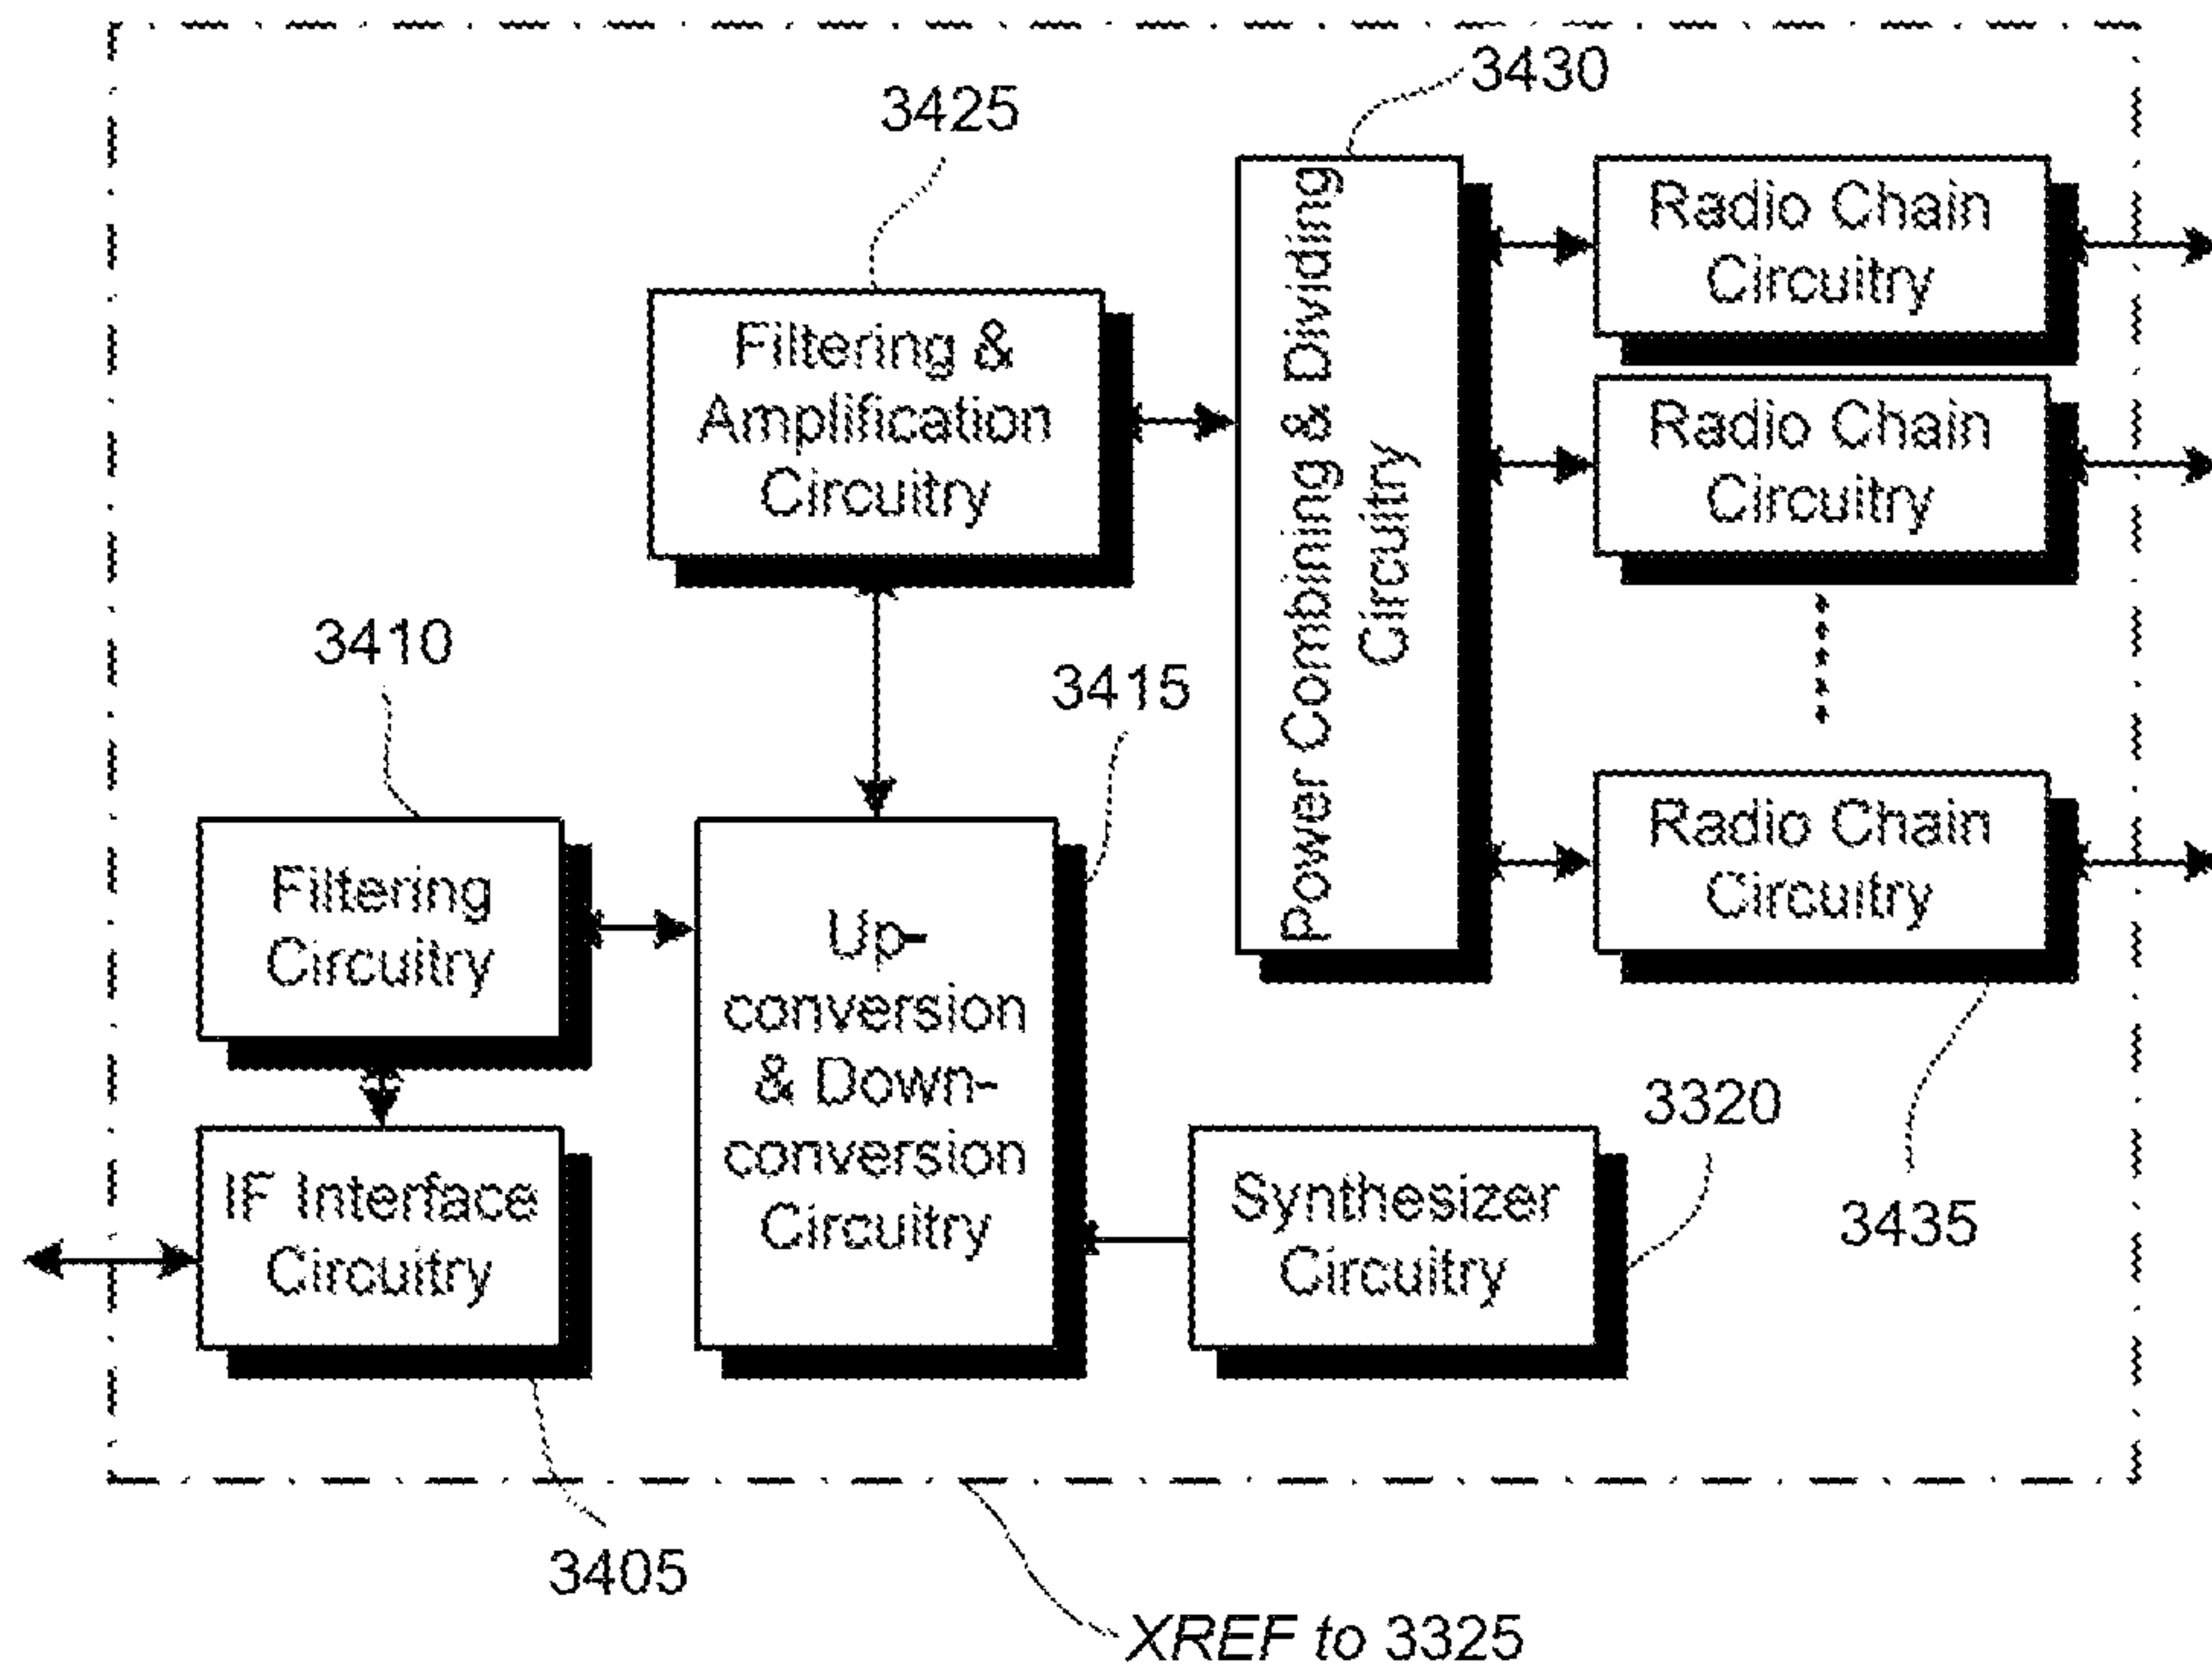 3430
3425
Radio Chain
Circuitry
Filtering &
Amplification
Circuitry
Power Combining & Dividing
Circuitry
Radio Chain
Circuitry
3410
3415
Radio Chain
Circuitry
Filtering
Circuitry
Up-
conversion
& Down-
conversion
Circuitry
3320
IF Interface
Circuitry
Synthesizer
Circuitry
3435
3405
XREF to 3325